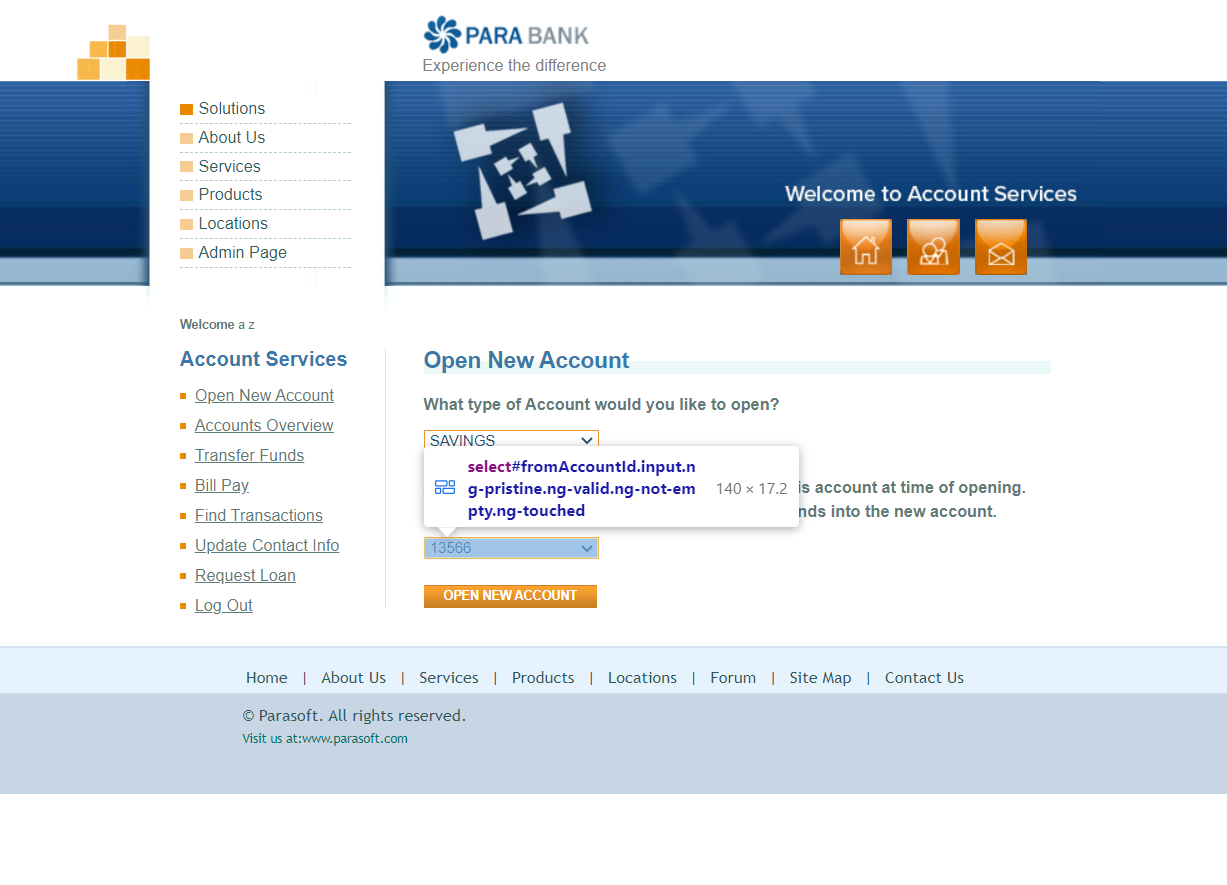 PARA BANK
Experience the difference
Solutions
About Us
Services
Products
Locations
Admin Page
Welcome to Account Services
Welcome a z
Account Services
Open New Account
Accounts Overview
Transfer Funds
Bill Pay
Find Transactions
Update Contact Info
Request Loan
Log Out
Open New Account
What type of Account would you like to open?
SAVINGS
select#fromAccountId.input.n
g-pristine.ng-valid.ng-not-em
pty.ng-touched
140 × 17.2
is account at time of opening.
nds into the new account.
13566
OPEN NEW ACCOUNT
Home | About Us | Services | Products | Locations | Forum | Site Map | Contact Us
© Parasoft. All rights reserved.
Visit us at:www.parasoft.com